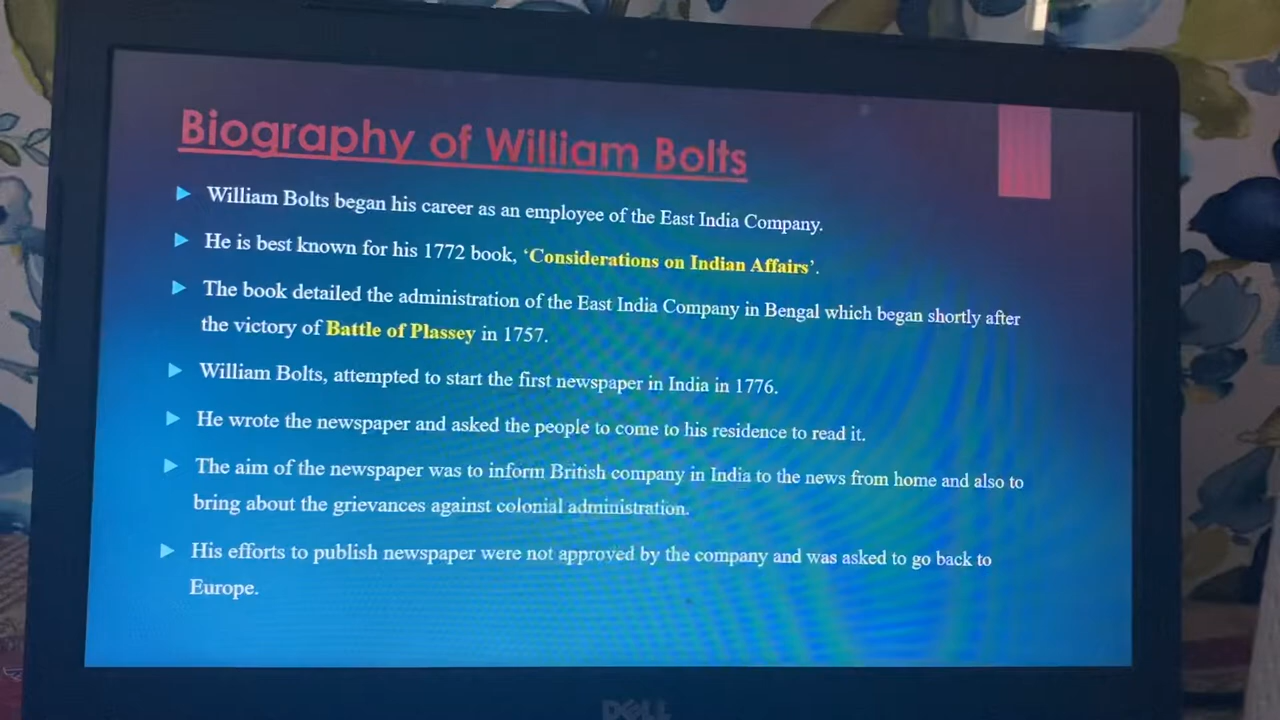 Biography of William Bolts
William Bolts began his career as an employee of the East India Company.
He is best known for his 1772 book, ‘Considerations on Indian Affairs’.
The book detailed the administration of the East India Company in Bengal which began shortly after
the victory of Battle of Plassey in 1757.
William Bolts, attempted to start the first newspaper in India in 1776.
He wrote the newspaper and asked the people to come to his residence to read it.
The aim of the newspaper was to inform British company in India to the news from home and also to
bring about the grievances against colonial administration.
His efforts to publish newspaper were not approved by the company and was asked to go back to
Europe.
DELL